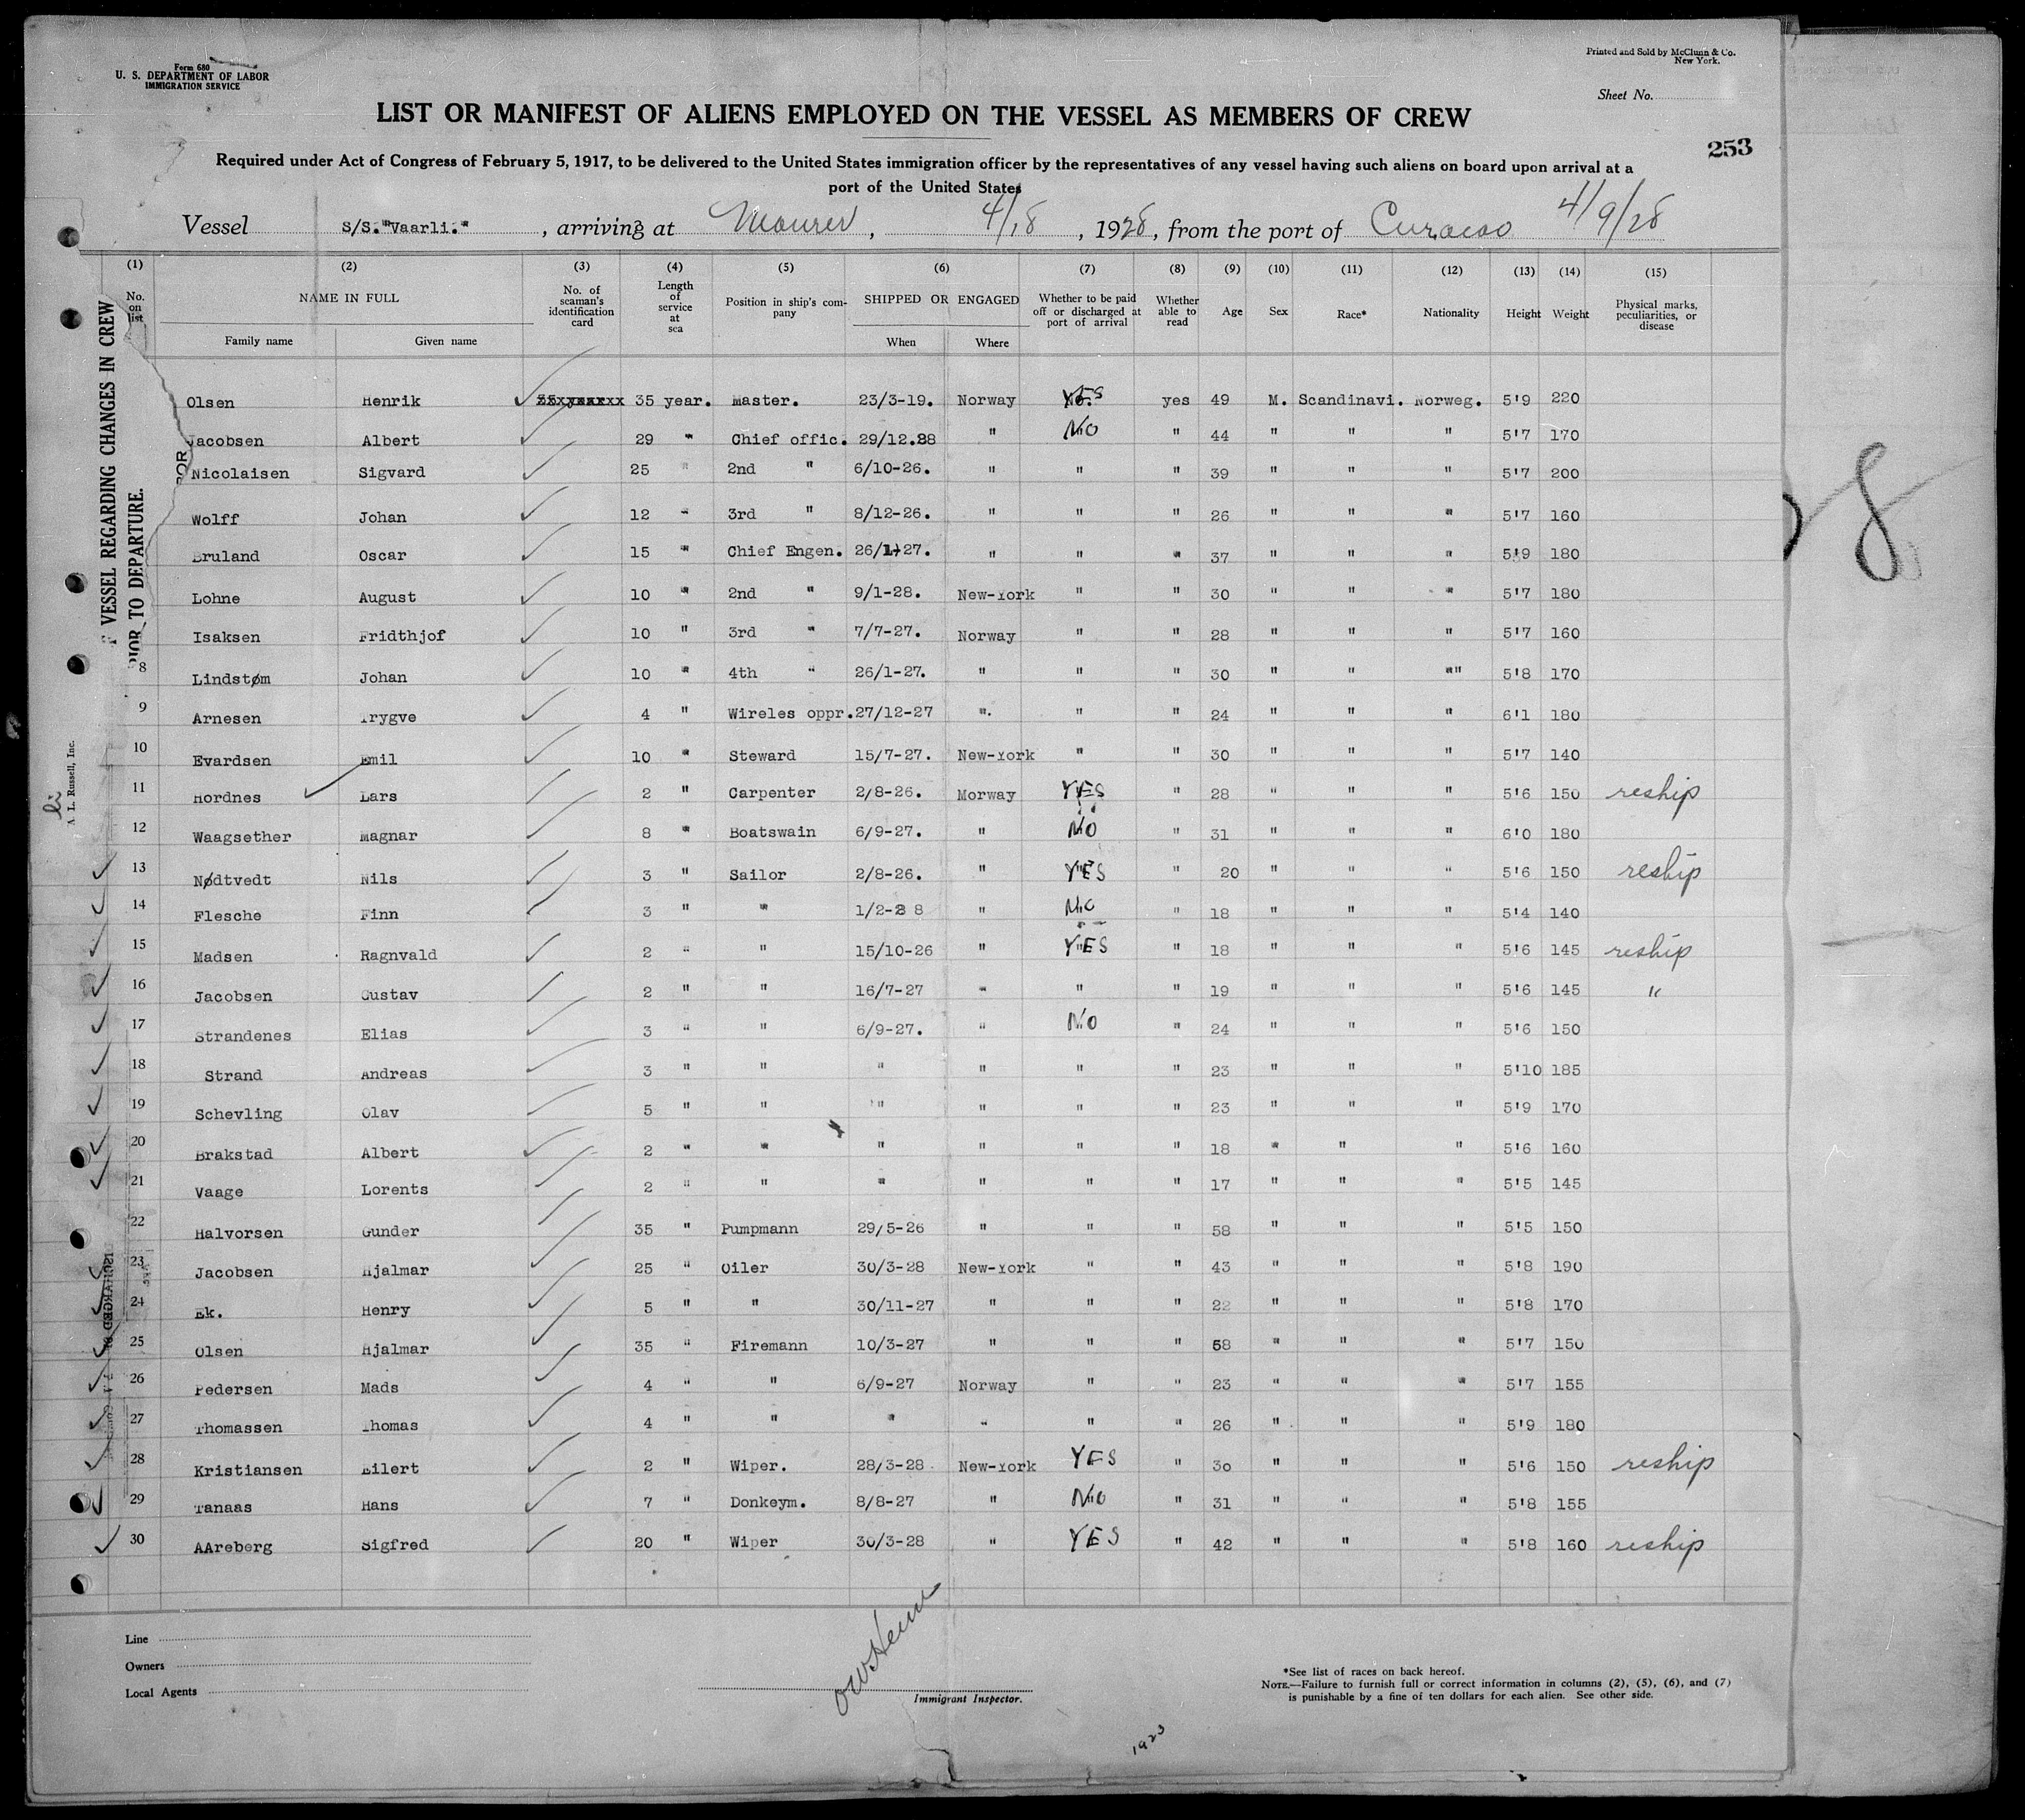 Form 680
U. S. DEPARTMENT OF LABOR
IMMIGRATION SERVICE
Printed and Sold by McClunn & Co.
New York.
Sheet No.
LIST OR MANIFEST OF ALIENS EMPLOYED ON THE VESSEL AS MEMBERS OF CREW
253
Required under Act of Congress of February 5, 1917, to be delivered to the United States immigration officer by the representatives of any vessel having such aliens on board upon arrival at a
port of the United States
Vessel S/S."Vaarli." , arriving at Maurer , 4/18 , 1928, from the port of Curacao 4/9/28
(1) (2) (3) (4) (5) (6) (7) (8) (9) (10) (11) (12) (13) (14) (15)
No. on list NAME IN FULL No. of seaman's identification card Length of service at sea Position in ship's company SHIPPED OR ENGAGED Whether to be paid off or discharged at port of arrival Whether able to read Age Sex Race* Nationality Height Weight Physical marks, peculiarities, or disease
Family name Given name When Where
Olsen Henrik 35 year. Master. 23/3-19. Norway YES yes 49 M. Scandinavi. Norweg. 5'9 220
Jacobsen Albert 29 " Chief offic. 29/12.28 " NO " 44 " " " 5'7 170
Nicolaisen Sigvard 25 " 2nd " 6/10-26. " " " 39 " " " 5'7 200
Wolff Johan 12 " 3rd " 8/12-26. " " " 26 " " " 5'7 160
Bruland Oscar 15 " Chief Engen. 26/1-27. " " " 37 " " " 5'9 180
Lohne August 10 " 2nd " 9/1-28. New-York " " 30 " " " 5'7 180
Isaksen Fridthjof 10 " 3rd " 7/7-27. Norway " " 28 " " " 5'7 160
8 Lindstøm Johan 10 " 4th " 26/1-27. " " " 30 " " "" 5'8 170
9 Arnesen Trygve 4 " Wireles oppr. 27/12-27 ". " " 24 " " " 6'1 180
10 Evardsen Emil 10 " Steward 15/7-27. New-York " " 30 " " " 5'7 140
11 Hordnes Lars 2 " Carpenter 2/8-26. Morway YES " 28 " " " 5'6 150 reship
12 Waagsether Magnar 8 " Boatswain 6/9-27. " NO " 31 " " " 6'0 180
13 Nødtvedt Nils 3 " Sailor 2/8-26. " YES " 20 " " " 5'6 150 reship
14 Flesche Finn 3 " " 1/2-28 " NO " 18 " " " 5'4 140
15 Madsen Ragnvald 2 " " 15/10-26 " YES " 18 " " " 5'6 145 reship
16 Jacobsen Gustav 2 " " 16/7-27 " " " 19 " " " 5'6 145 "
17 Strandenes Elias 3 " " 6/9-27. " NO " 24 " " " 5'6 150
18 Strand Andreas 3 " " " " " " 23 " " " 5'10 185
19 Schevling Olav 5 " " " " " " 23 " " " 5'9 170
20 Brakstad Albert 2 " " " " " " 18 " " " 5'6 160
21 Vaage Lorents 2 " " " " " " 17 " " " 5'5 145
22 Halvorsen Gunder 35 " Pumpmann 29/5-26 " " " 58 " " " 5'5 150
23 Jacobsen Hjalmar 25 " Oiler 30/3-28 New-York " " 43 " " " 5'8 190
24 Ek. Henry 5 " " 30/11-27 " " " 22 " " " 5'8 170
25 Olsen Hjalmar 35 " Firemann 10/3-27 " " " 58 " " " 5'7 150
26 Pedersen Mads 4 " " 6/9-27 Norway " " 23 " " " 5'7 155
27 Thomassen Thomas 4 " " " " " " 26 " " " 5'9 180
28 Kristiansen Eilert 2 " Wiper. 28/3-28 New-York YES " 30 " " " 5'6 150 reship
29 Tanaas Hans 7 " Donkeym. 8/8-27 " NO " 31 " " " 5'8 155
30 AAreberg Sigfred 20 " Wiper 30/3-28 " YES " 42 " " " 5'8 160 reship
VESSEL REGARDING CHANGES IN CREW
PRIOR TO DEPARTURE.
A. L. Russell, Inc.
Line
Owners
Local Agents
Immigrant Inspector.
*See list of races on back hereof.
NOTE.—Failure to furnish full or correct information in columns (2), (5), (6), and (7)
is punishable by a fine of ten dollars for each alien. See other side.
1923